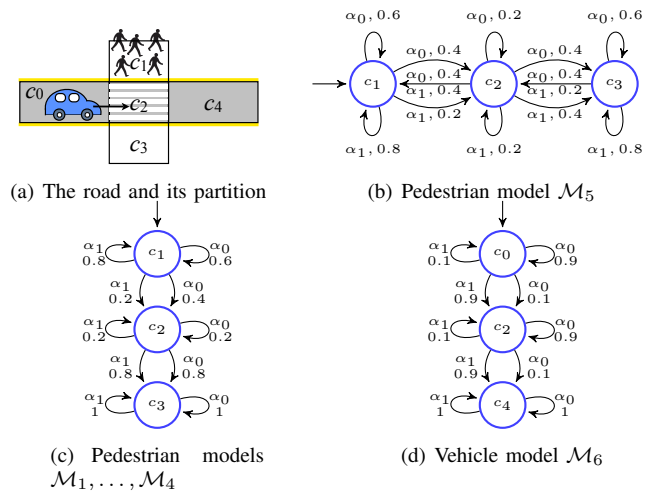 c₀ c₁ c₂ c₃ c₄
(a) The road and its partition
α₀, 0.6 α₀, 0.2 α₀, 0.6
α₀, 0.4 α₀, 0.4
c₁ α₀, 0.4 c₂ α₀, 0.4 c₃
α₁, 0.4 α₁, 0.2
α₁, 0.2 α₁, 0.4
α₁, 0.8 α₁, 0.2 α₁, 0.8
(b) Pedestrian model ℳ₅
α₁ 0.8 c₁ α₀ 0.6
α₁ 0.2 α₀ 0.4
α₁ 0.2 c₂ α₀ 0.2
α₁ 0.8 α₀ 0.8
α₁ 1 c₃ α₀ 1
(c) Pedestrian models
ℳ₁, . . . , ℳ₄
α₁ 0.1 c₀ α₀ 0.9
α₁ 0.9 α₀ 0.1
α₁ 0.1 c₂ α₀ 0.9
α₁ 0.9 α₀ 0.1
α₁ 1 c₄ α₀ 1
(d) Vehicle model ℳ₆